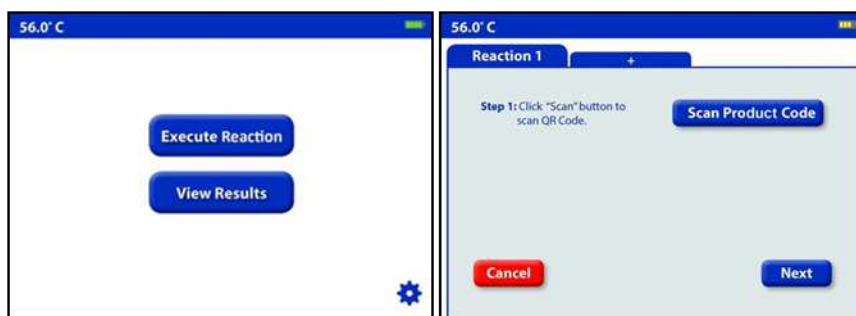 56.0° C
Execute Reaction
View Results
56.0° C
Reaction 1
+
Step 1: Click “Scan” button to
scan QR Code.
Scan Product Code
Cancel
Next